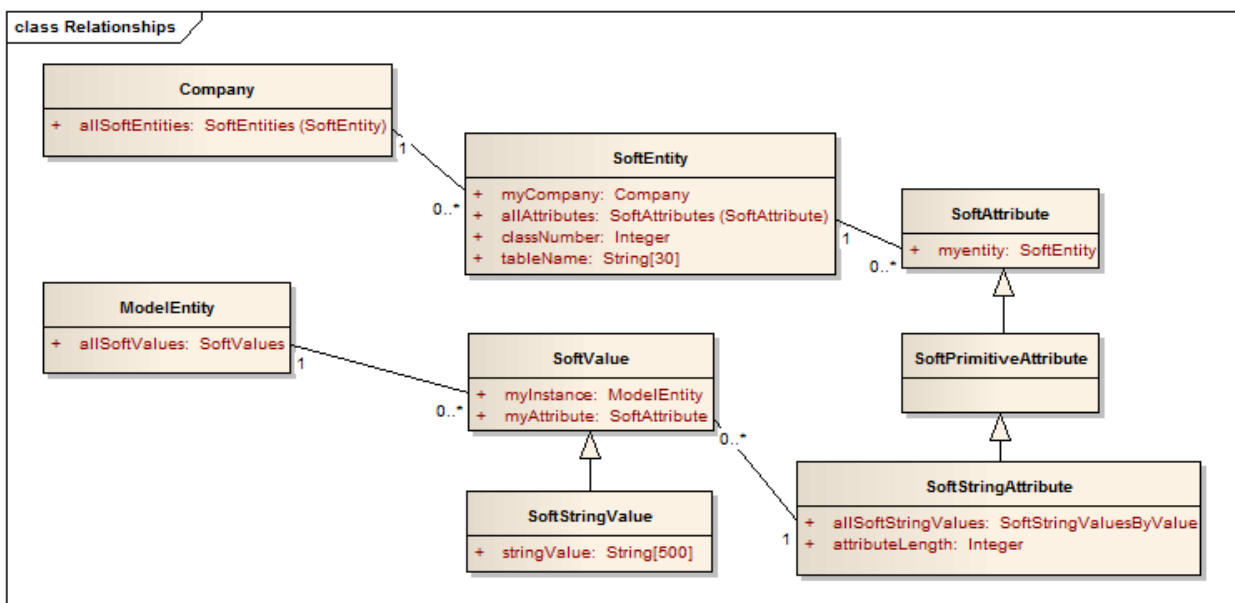 class Relationships
Company
+ allSoftEntities: SoftEntities (SoftEntity)
1
0..*
SoftEntity
+ myCompany: Company
+ allAttributes: SoftAttributes (SoftAttribute)
+ classNumber: Integer
+ tableName: String[30]
1
0..*
SoftAttribute
+ myentity: SoftEntity
ModelEntity
+ allSoftValues: SoftValues
1
0..*
SoftValue
+ myInstance: ModelEntity
+ myAttribute: SoftAttribute
0..*
1
SoftPrimitiveAttribute
SoftStringValue
+ stringValue: String[500]
SoftStringAttribute
+ allSoftStringValues: SoftStringValuesByValue
+ attributeLength: Integer